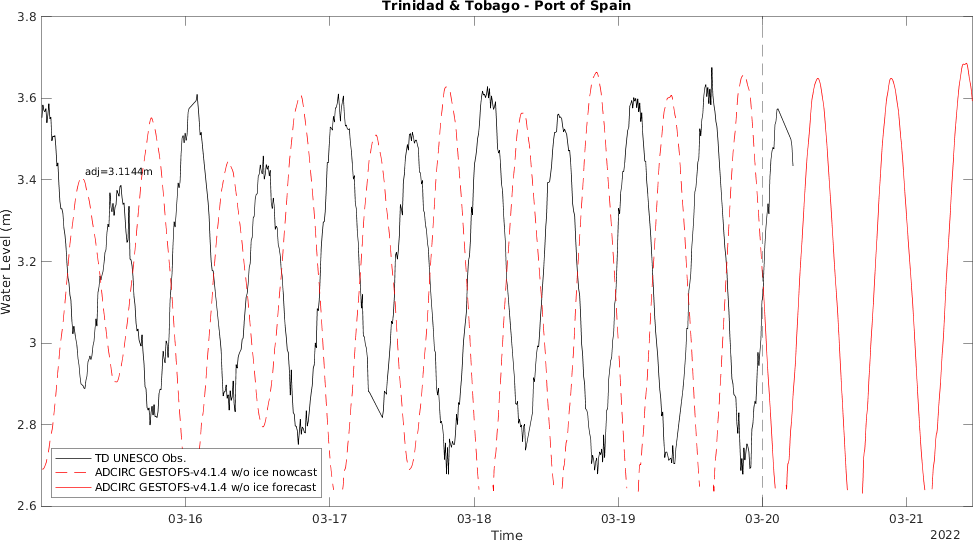 Trinidad & Tobago - Port of Spain
3.8
3.6
3.4
3.2
3
2.8
2.6
Water Level (m)
adj=3.1144m
TD UNESCO Obs.
ADCIRC GESTOFS-v4.1.4 w/o ice nowcast
ADCIRC GESTOFS-v4.1.4 w/o ice forecast
03-16 03-17 03-18 03-19 03-20 03-21
Time
2022